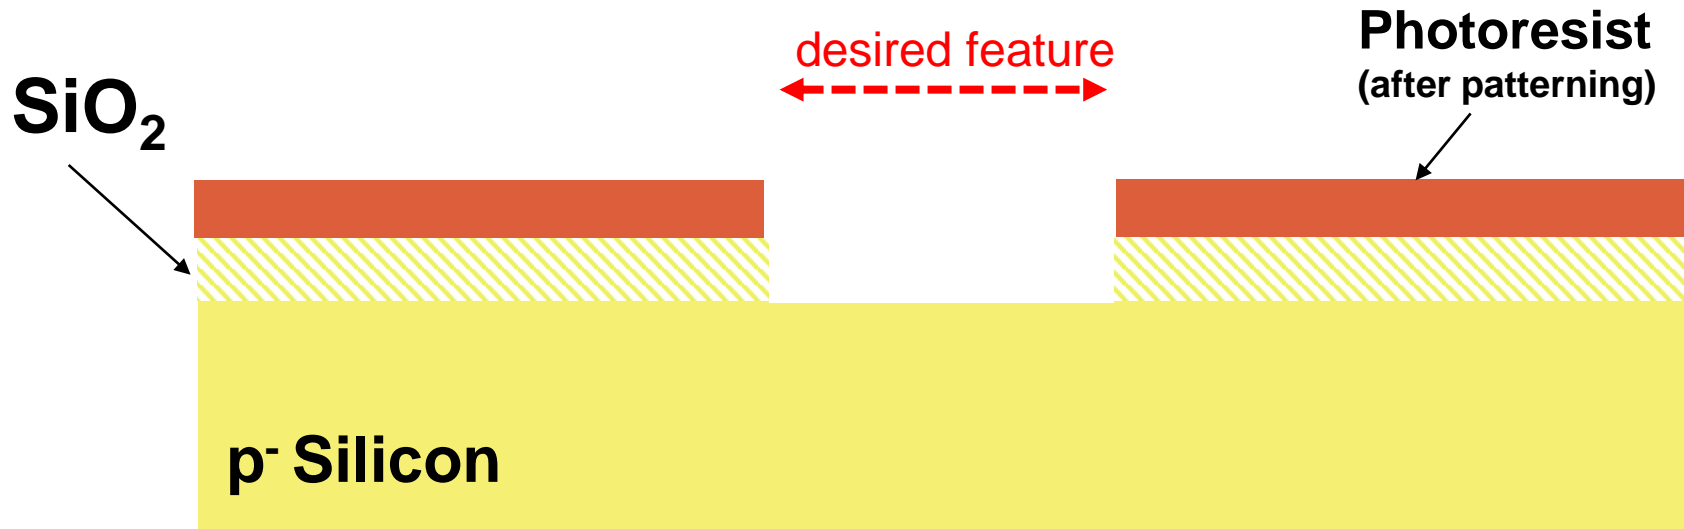 desired feature
Photoresist
(after patterning)
SiO₂
p⁻ Silicon